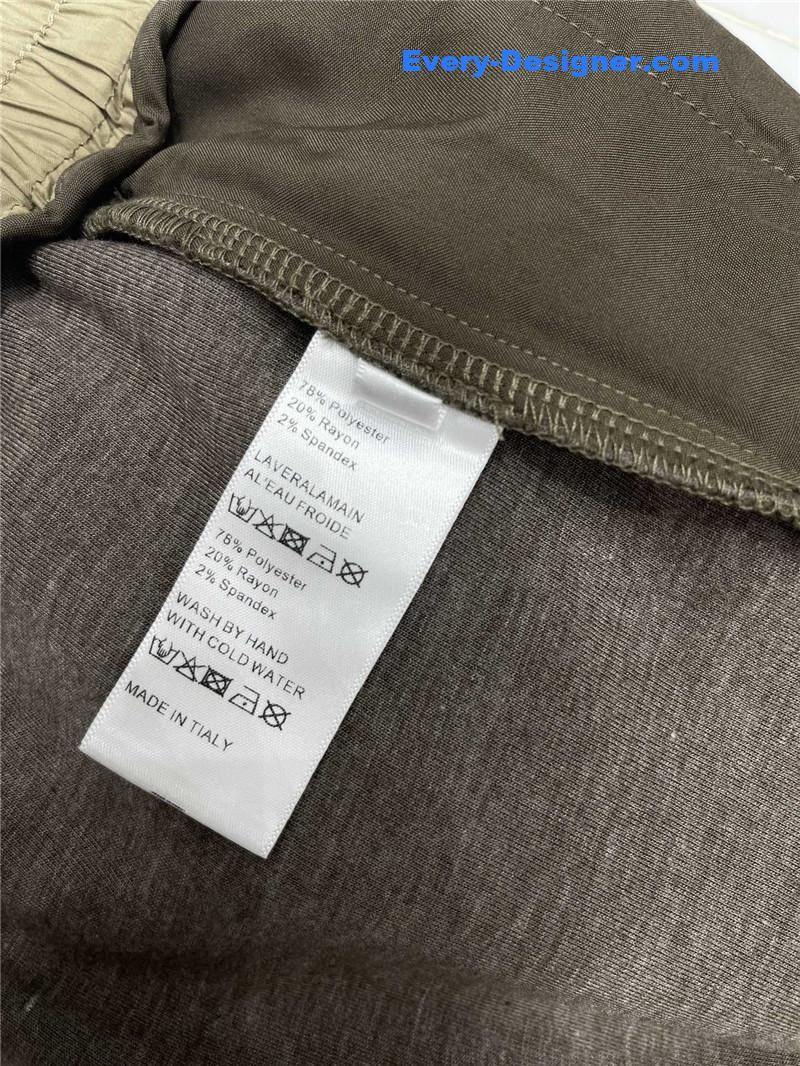 Every-Designer.com
78% Polyester
20% Rayon
2% Spandex
LAVERALAMAIN
AL'EAU FROIDE
78% Polyester
20% Rayon
2% Spandex
WASH BY HAND
WITH COLD WATER
MADE IN TIALY